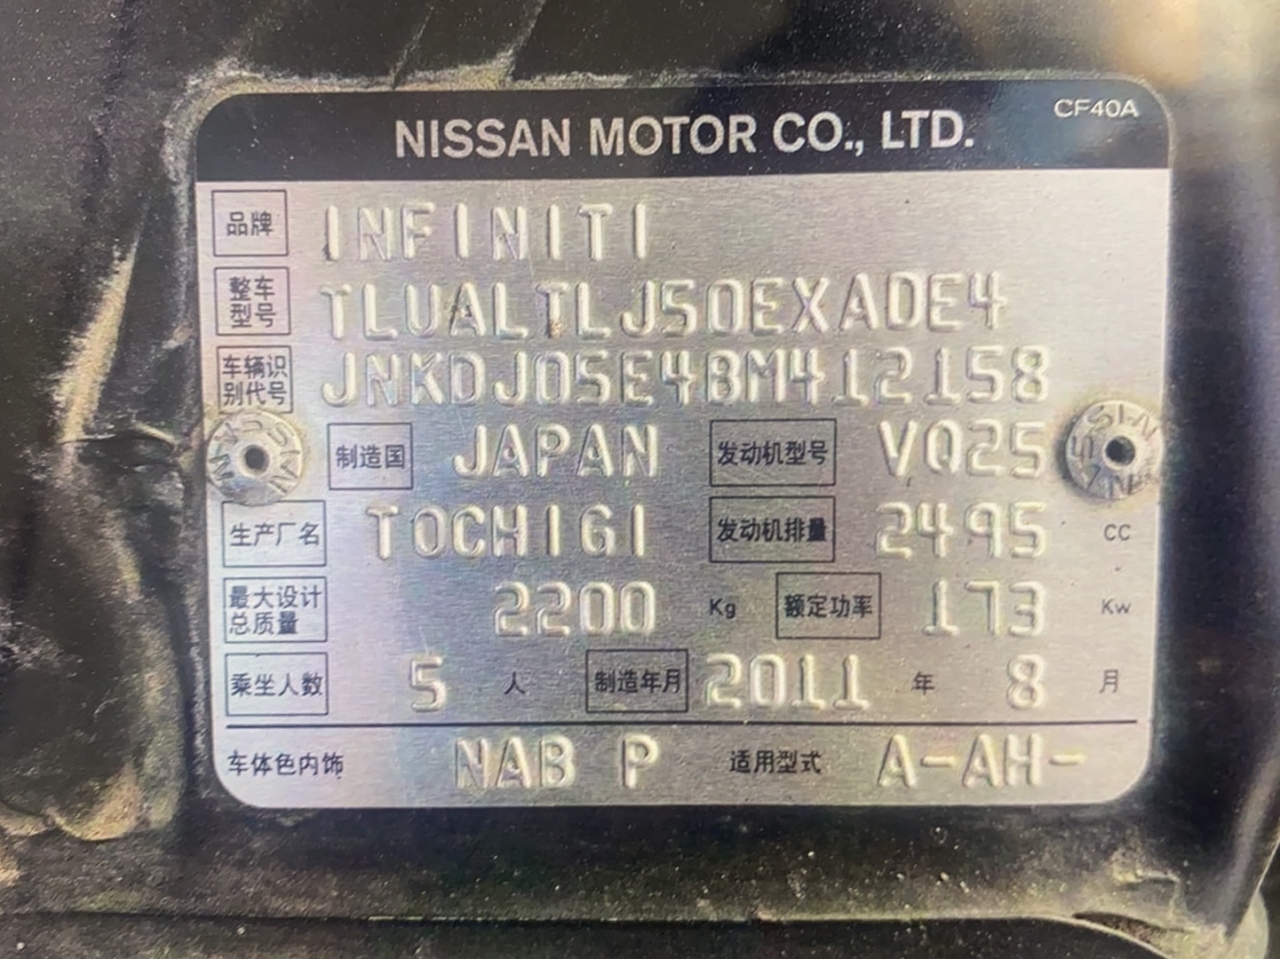 CF40A
NISSAN MOTOR CO., LTD.
品牌 INFINITI
整车型号 TLUALTLJ50EXADE4
车辆识别代号 JNKDJ05E4BM412158
制造国 JAPAN 发动机型号 VQ25
生产厂名 TOCHIGI 发动机排量 2495 CC
最大设计总质量 2200 Kg 额定功率 173 Kw
乘坐人数 5 人 制造年月 2011 年 8 月
车体色内饰 NAB P 适用型式 A-AH-